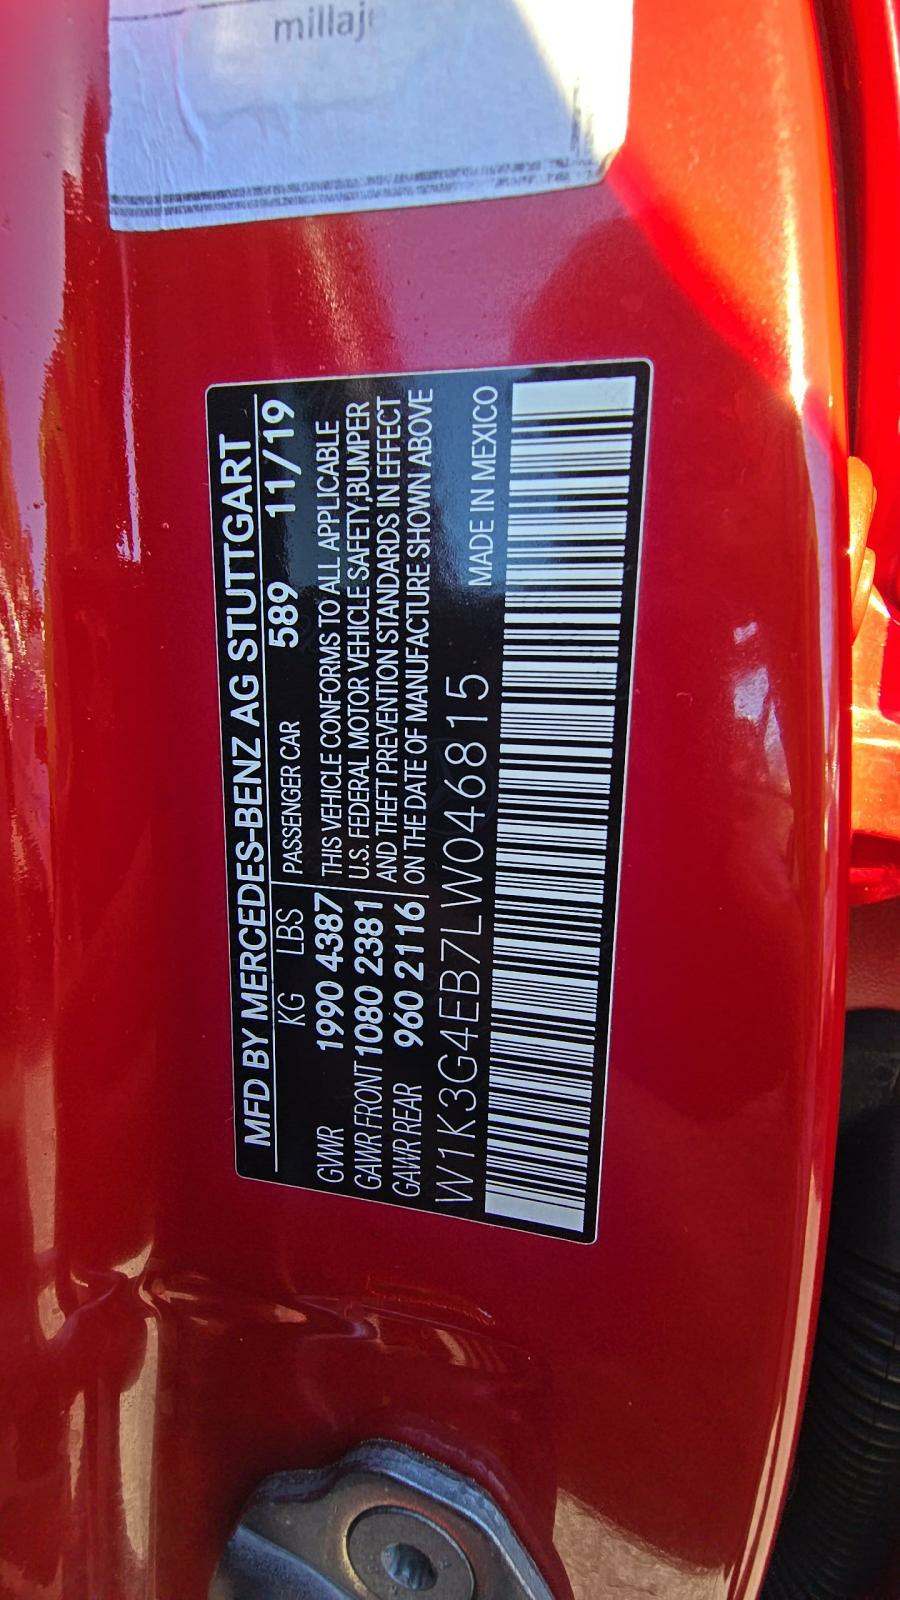 MFD BY MERCEDES-BENZ AG STUTTGART
KG LBS PASSENGER CAR 589 11/19
GVWR 1990 4387 THIS VEHICLE CONFORMS TO ALL APPLICABLE
GAWR FRONT 1080 2381 U.S. FEDERAL MOTOR VEHICLE SAFETY,BUMPER
GAWR REAR 960 2116 AND THEFT PREVENTION STANDARDS IN EFFECT
ON THE DATE OF MANUFACTURE SHOWN ABOVE
W1K3G4EB7LW046815 MADE IN MEXICO